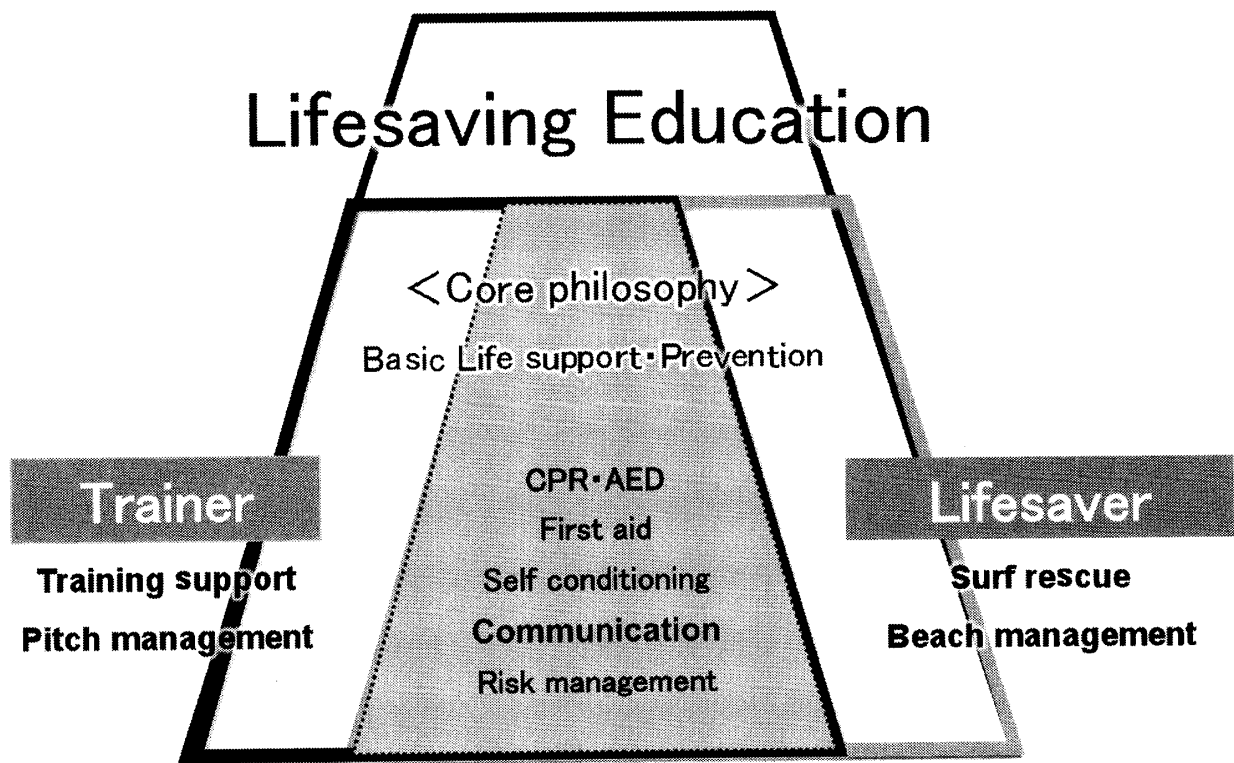 Lifesaving Education
＜Core philosophy＞
Basic Life support・Prevention
Trainer
Training support
Pitch management
CPR・AED
First aid
Self conditioning
Communication
Risk management
Lifesaver
Surf rescue
Beach management